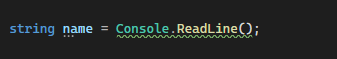 string name = Console.ReadLine();